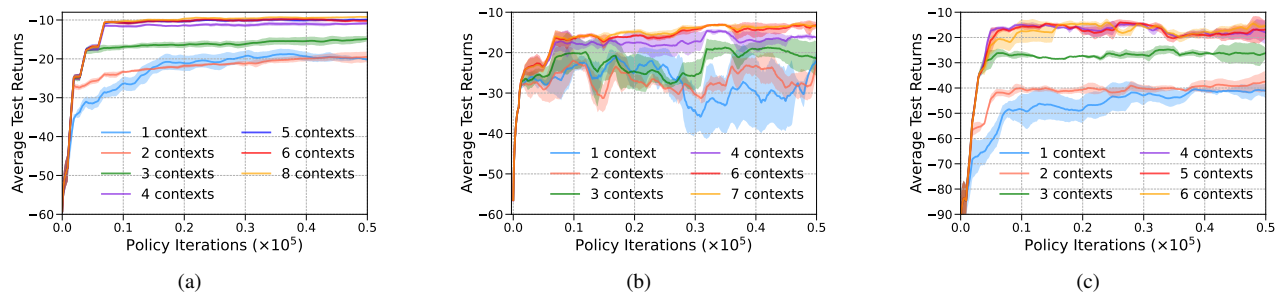 −10
−20
−30
−40
−50
−60
Average Test Returns
1 context
2 contexts
3 contexts
4 contexts
5 contexts
6 contexts
8 contexts
0.0 0.1 0.2 0.3 0.4 0.5
Policy Iterations (×10⁵)
(a)
−10
−20
−30
−40
−50
−60
Average Test Returns
1 context
2 contexts
3 contexts
4 contexts
6 contexts
7 contexts
0.0 0.1 0.2 0.3 0.4 0.5
Policy Iterations (×10⁵)
(b)
−10
−20
−30
−40
−50
−60
−70
−80
−90
Average Test Returns
1 context
2 contexts
3 contexts
4 contexts
5 contexts
6 contexts
0.0 0.1 0.2 0.3 0.4 0.5
Policy Iterations (×10⁵)
(c)